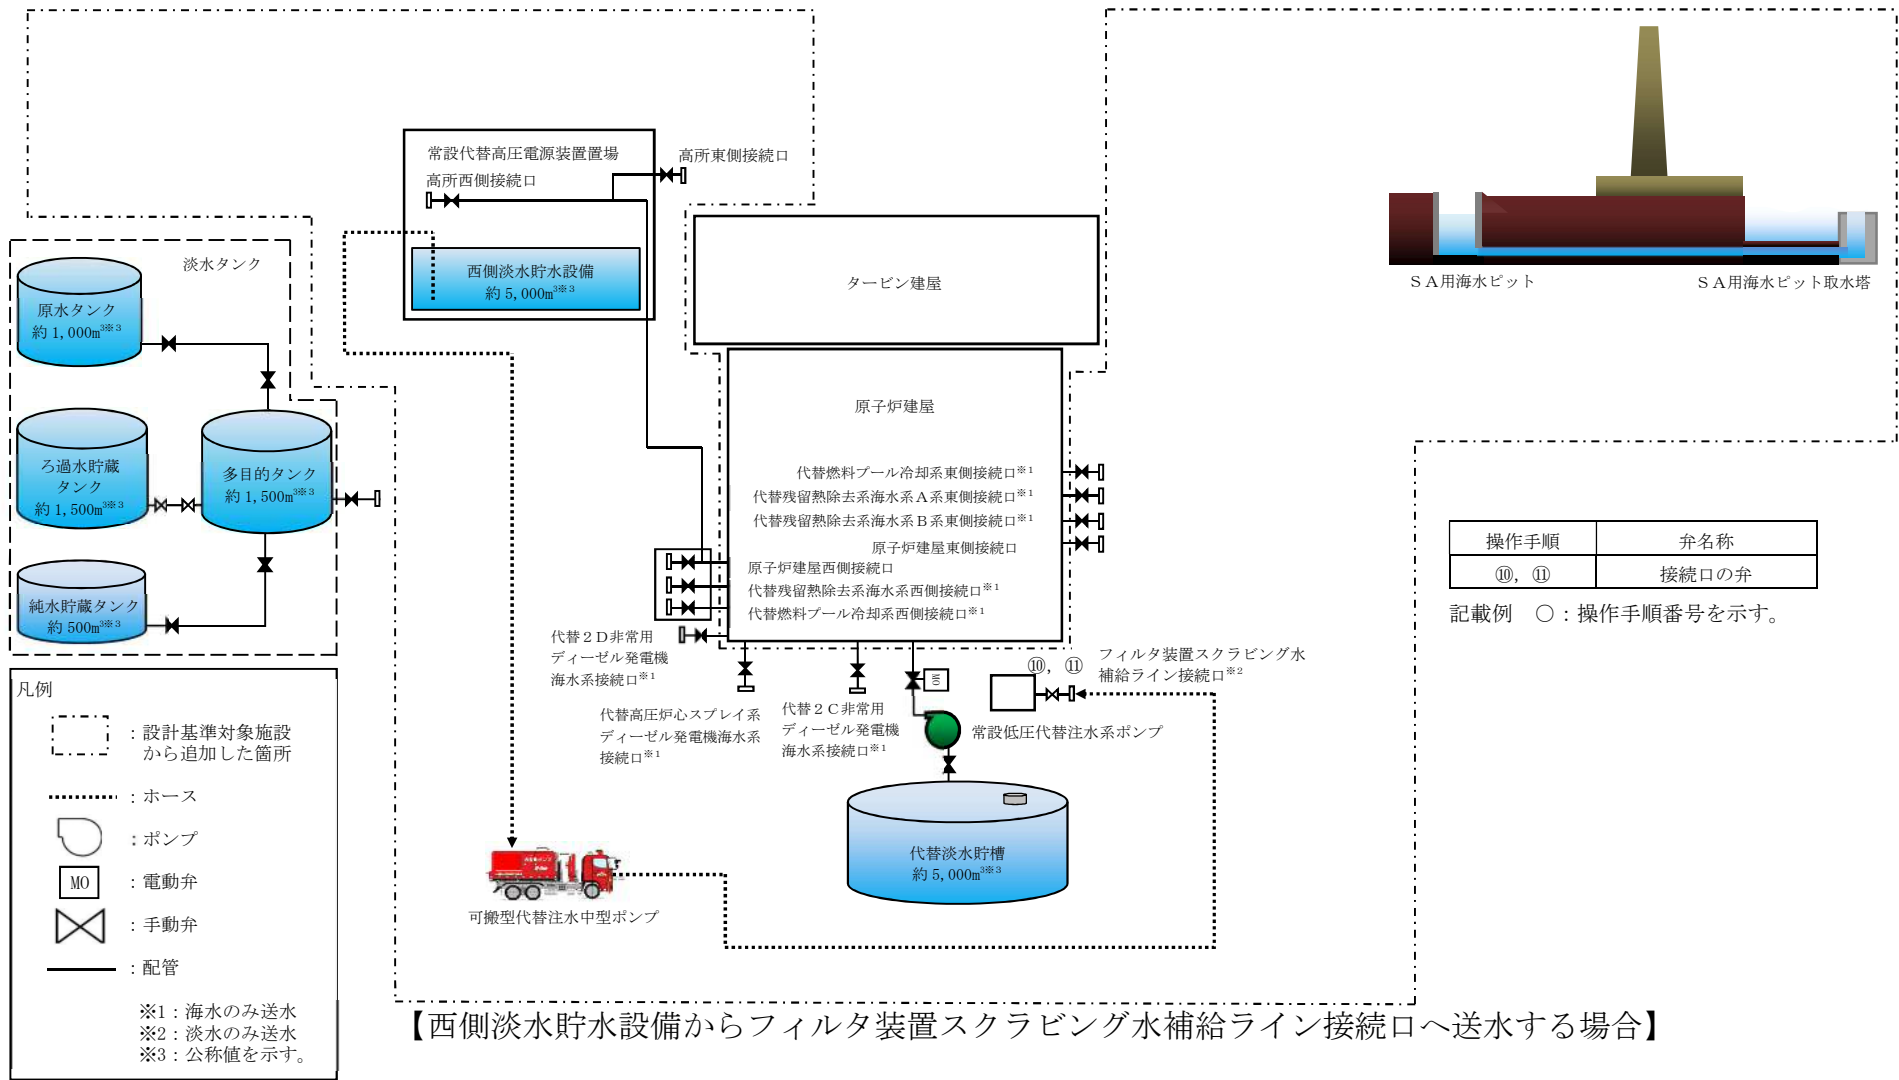 常設代替高圧電源装置置場
高所西側接続口
高所東側接続口
西側淡水貯水設備
約 5,000m³※3
淡水タンク
原水タンク
約 1,000m³※3
ろ過水貯蔵
タンク
約 1,500m³※3
多目的タンク
約 1,500m³※3
純水貯蔵タンク
約 500m³※3
タービン建屋
原子炉建屋
代替燃料プール冷却系東側接続口※1
代替残留熱除去系海水系A系東側接続口※1
代替残留熱除去系海水系B系東側接続口※1
原子炉建屋東側接続口
原子炉建屋西側接続口
代替残留熱除去系海水系西側接続口※1
代替燃料プール冷却系西側接続口※1
代替2D非常用
ディーゼル発電機
海水系接続口※1
代替高圧炉心スプレイ系
ディーゼル発電機海水系
接続口※1
代替2C非常用
ディーゼル発電機
海水系接続口※1
MO
⑩,⑪
フィルタ装置スクラビング水
補給ライン接続口※2
常設低圧代替注水系ポンプ
代替淡水貯槽
約 5,000m³※3
可搬型代替注水中型ポンプ
SA用海水ピット
SA用海水ピット取水塔
操作手順 弁名称
⑩,⑪ 接続口の弁
記載例 ○:操作手順番号を示す。
凡例
:設計基準対象施設
から追加した箇所
:ホース
:ポンプ
MO :電動弁
:手動弁
:配管
※1:海水のみ送水
※2:淡水のみ送水
※3:公称値を示す。
【西側淡水貯水設備からフィルタ装置スクラビング水補給ライン接続口へ送水する場合】